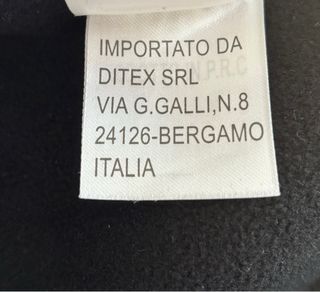 IMPORTATO DA
DITEX SRL
VIA G.GALLI,N.8
24126-BERGAMO
ITALIA